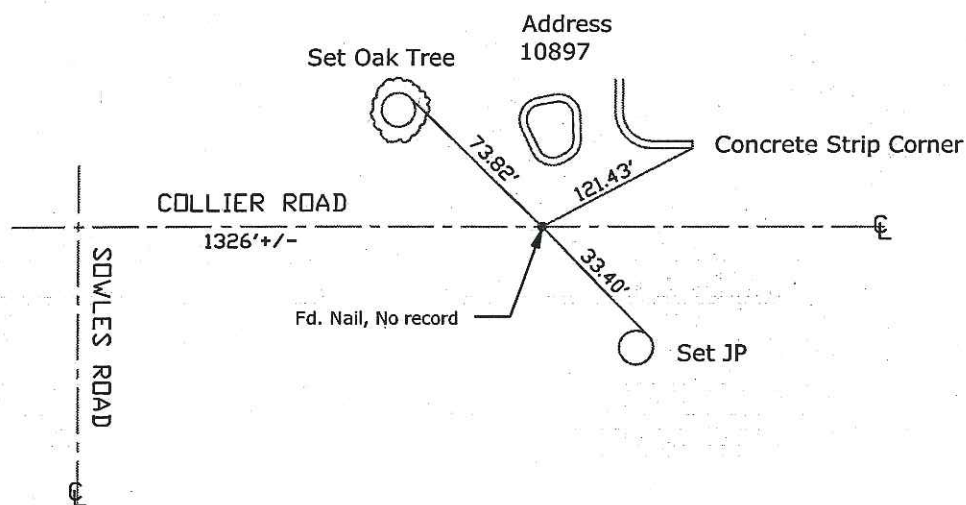 Address
10897
Set Oak Tree
73.82'
Concrete Strip Corner
121.43'
COLLIER ROAD
1326'+/-
℄
SOWLES ROAD
33.40'
Fd. Nail, No record
Set JP
℄